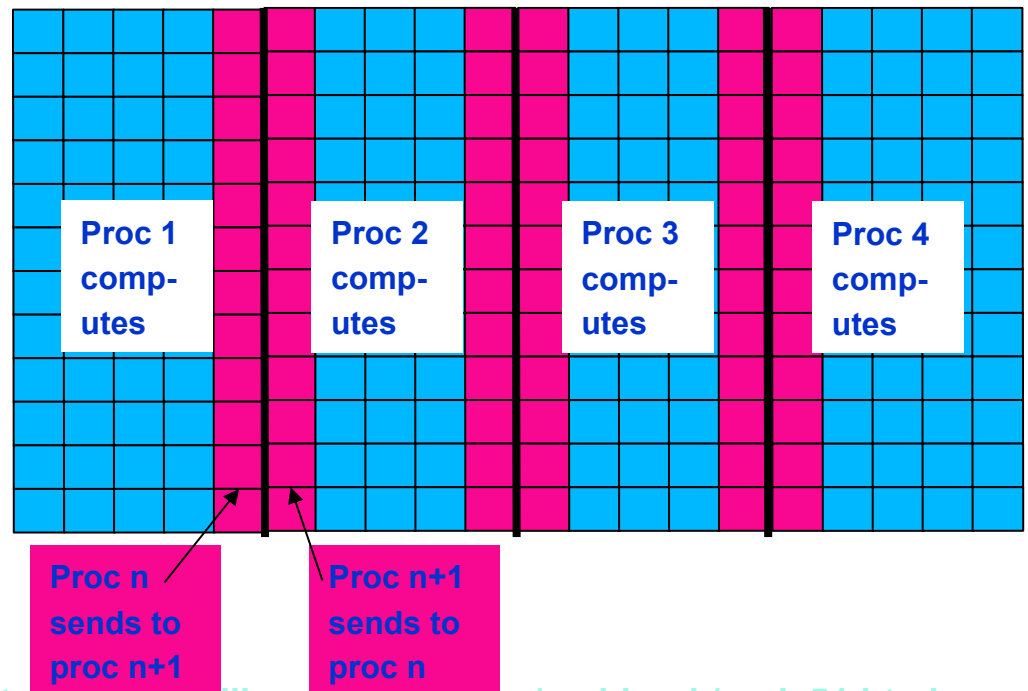 Proc 1
comp-
utes
Proc 2
comp-
utes
Proc 3
comp-
utes
Proc 4
comp-
utes
Proc n
sends to
proc n+1
Proc n+1
sends to
proc n